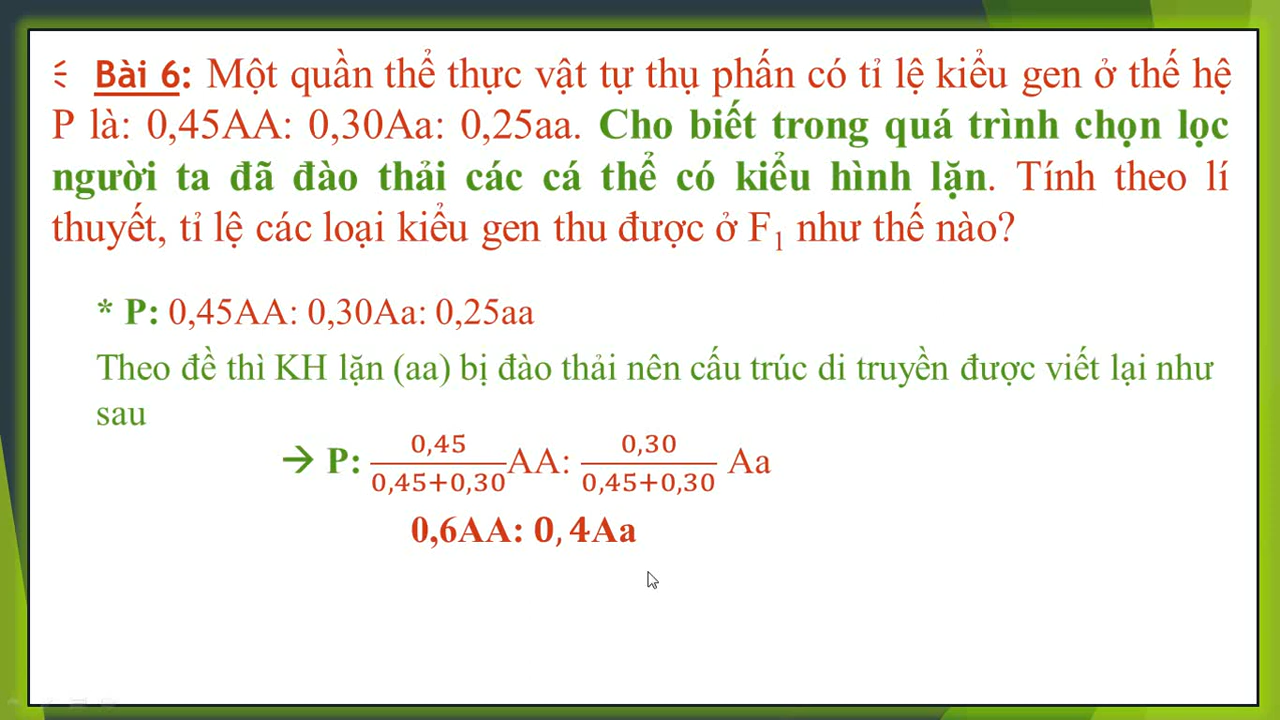 Bài 6: Một quần thể thực vật tự thụ phấn có tỉ lệ kiểu gen ở thế hệ
P là: 0,45AA: 0,30Aa: 0,25aa. Cho biết trong quá trình chọn lọc
người ta đã đào thải các cá thể có kiểu hình lặn. Tính theo lí
thuyết, tỉ lệ các loại kiểu gen thu được ở F₁ như thế nào?
* P: 0,45AA: 0,30Aa: 0,25aa
Theo đề thì KH lặn (aa) bị đào thải nên cấu trúc di truyền được viết lại như
sau
→ P: 0,45/(0,45+0,30) AA: 0,30/(0,45+0,30) Aa
0,6AA: 0,4Aa